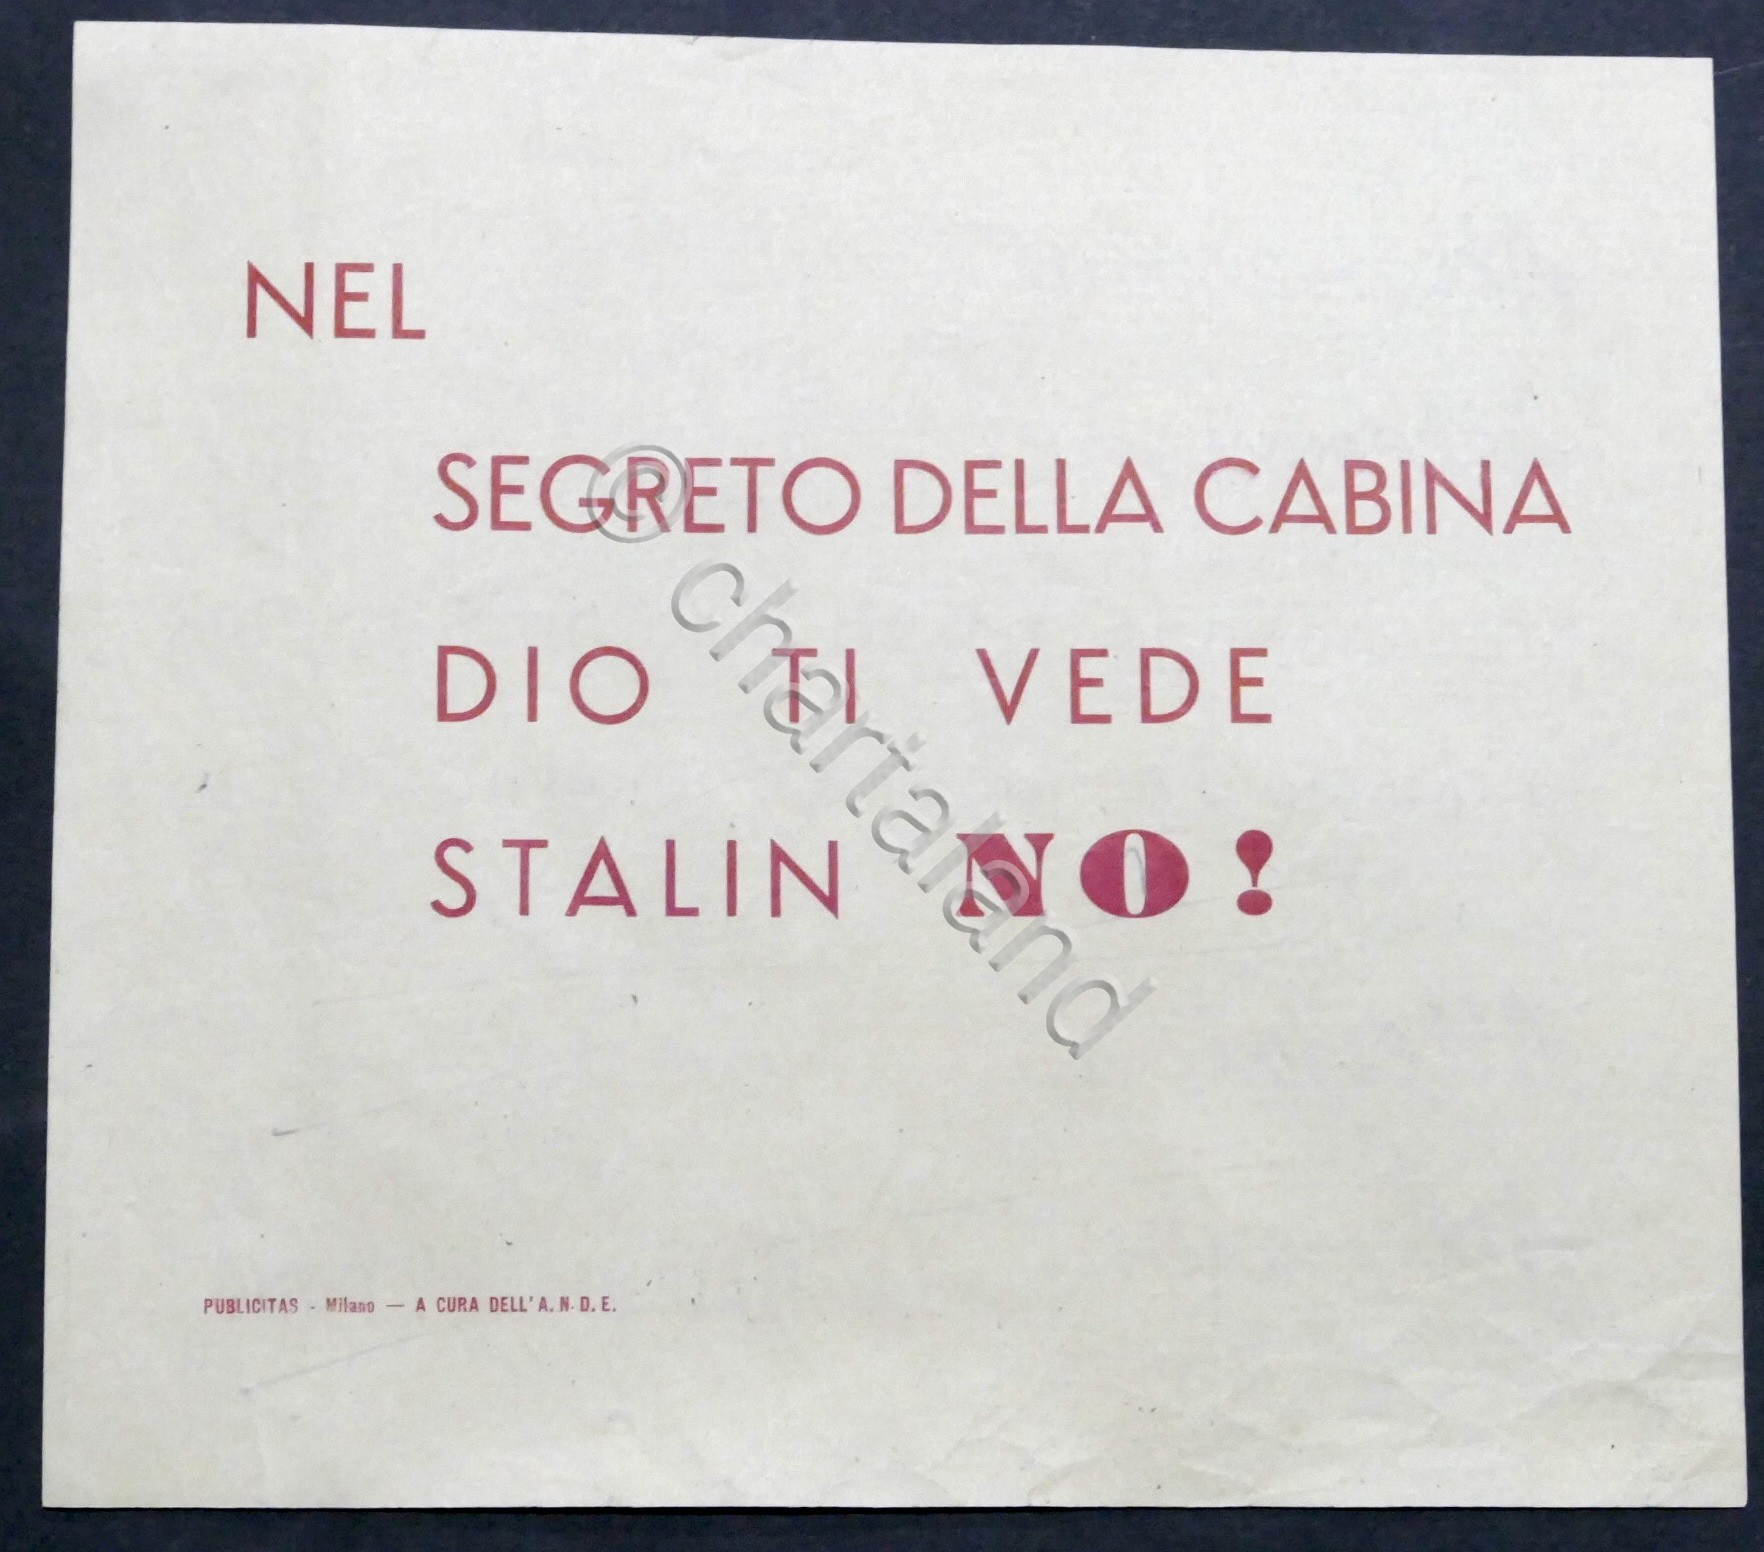 NEL
SEGRETO DELLA CABINA
DIO TI VEDE
STALIN NO!
PUBLICITAS - Milano — A CURA DELL'A. N. D. E.
© chartaland